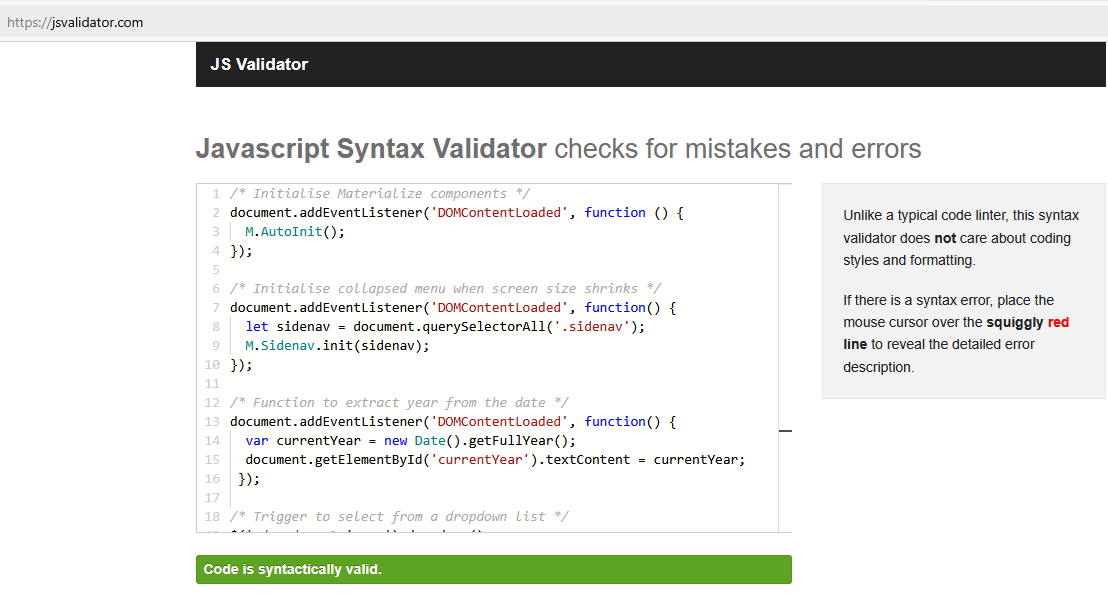 https://jsvalidator.com
JS Validator
Javascript Syntax Validator checks for mistakes and errors
1 /* Initialise Materialize components */
2 document.addEventListener('DOMContentLoaded', function () {
3 M.AutoInit();
4 });
5
6 /* Initialise collapsed menu when screen size shrinks */
7 document.addEventListener('DOMContentLoaded', function() {
8 let sidenav = document.querySelectorAll('.sidenav');
9 M.Sidenav.init(sidenav);
10 });
11
12 /* Function to extract year from the date */
13 document.addEventListener('DOMContentLoaded', function() {
14 var currentYear = new Date().getFullYear();
15 document.getElementById('currentYear').textContent = currentYear;
16 });
17
18 /* Trigger to select from a dropdown list */
Code is syntactically valid.
Unlike a typical code linter, this syntax
validator does not care about coding
styles and formatting.
If there is a syntax error, place the
mouse cursor over the squiggly red
line to reveal the detailed error
description.